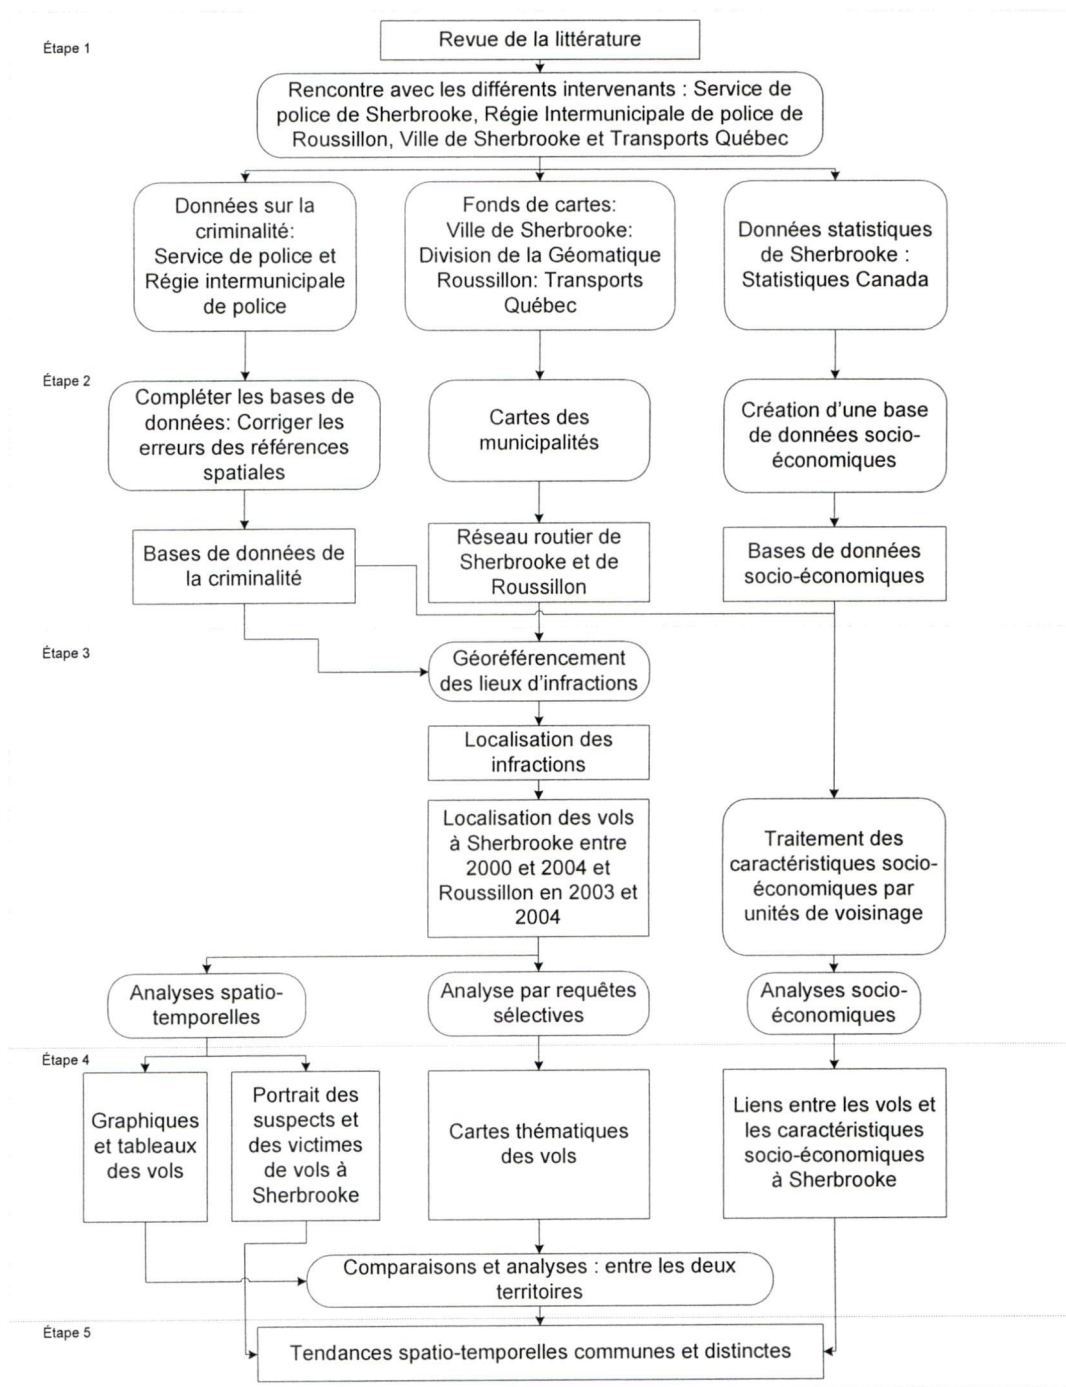 Étape 1
Revue de la littérature
Rencontre avec les différents intervenants : Service de
police de Sherbrooke, Régie Intermunicipale de police de
Roussillon, Ville de Sherbrooke et Transports Québec
Données sur la
criminalité:
Service de police et
Régie intermunicipale
de police
Fonds de cartes:
Ville de Sherbrooke:
Division de la Géomatique
Roussillon: Transports
Québec
Données statistiques
de Sherbrooke :
Statistiques Canada
Étape 2
Compléter les bases de
données: Corriger les
erreurs des références
spatiales
Cartes des
municipalités
Création d'une base
de données socio-
économiques
Bases de données de
la criminalité
Réseau routier de
Sherbrooke et de
Roussillon
Bases de données
socio-économiques
Étape 3
Géoréférencement
des lieux d'infractions
Localisation des
infractions
Localisation des vols
à Sherbrooke entre
2000 et 2004 et
Roussillon en 2003 et
2004
Traitement des
caractéristiques socio-
économiques par
unités de voisinage
Analyses spatio-
temporelles
Analyse par requêtes
sélectives
Analyses socio-
économiques
Étape 4
Graphiques
et tableaux
des vols
Portrait des
suspects et
des victimes
de vols à
Sherbrooke
Cartes thématiques
des vols
Liens entre les vols et
les caractéristiques
socio-économiques
à Sherbrooke
Comparaisons et analyses : entre les deux
territoires
Étape 5
Tendances spatio-temporelles communes et distinctes